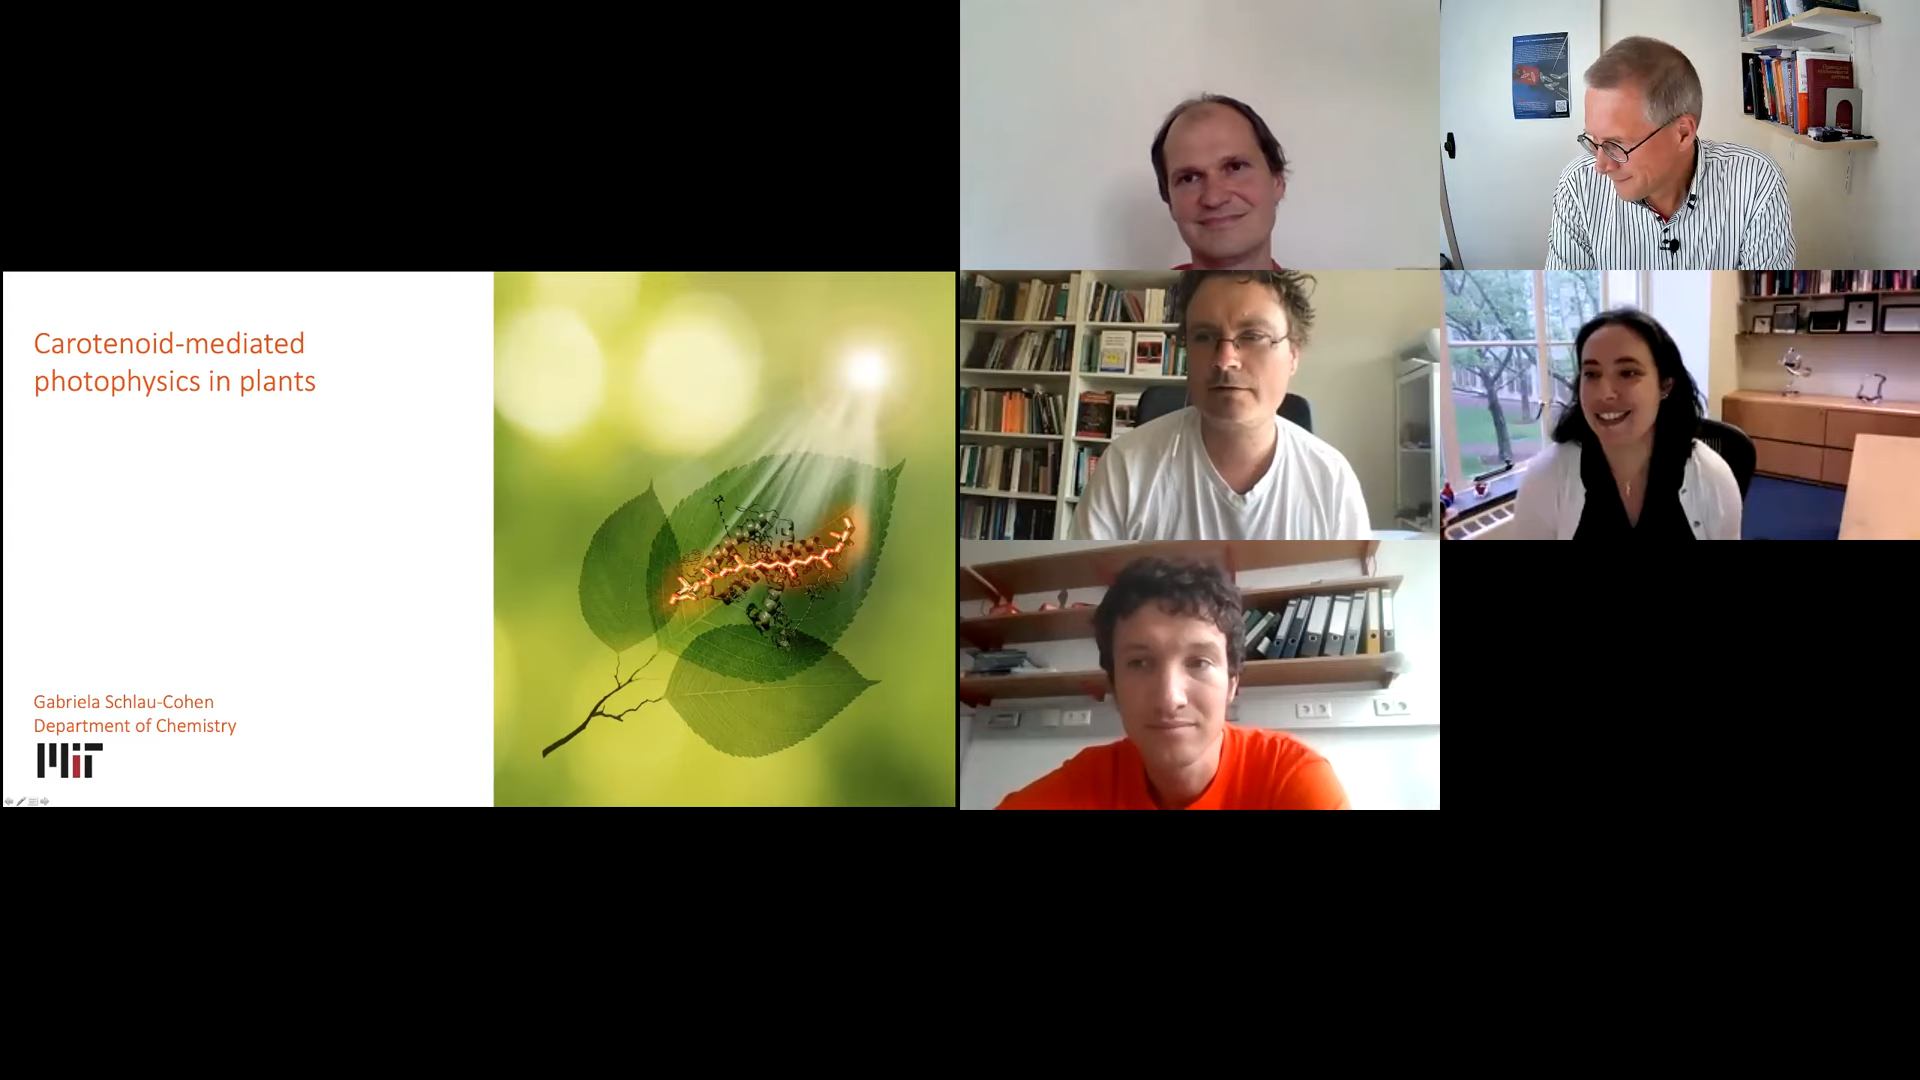 Carotenoid-mediated
photophysics in plants
Gabriela Schlau-Cohen
Department of Chemistry
MIT